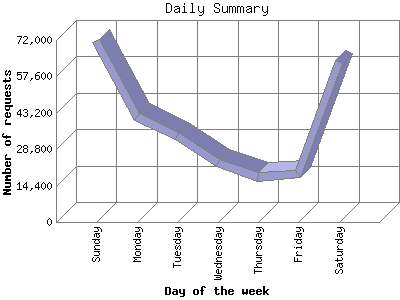 Daily Summary
Number of requests
72,000
57,600
43,200
28,800
14,400
0
Sunday
Monday
Tuesday
Wednesday
Thursday
Friday
Saturday
Day of the week